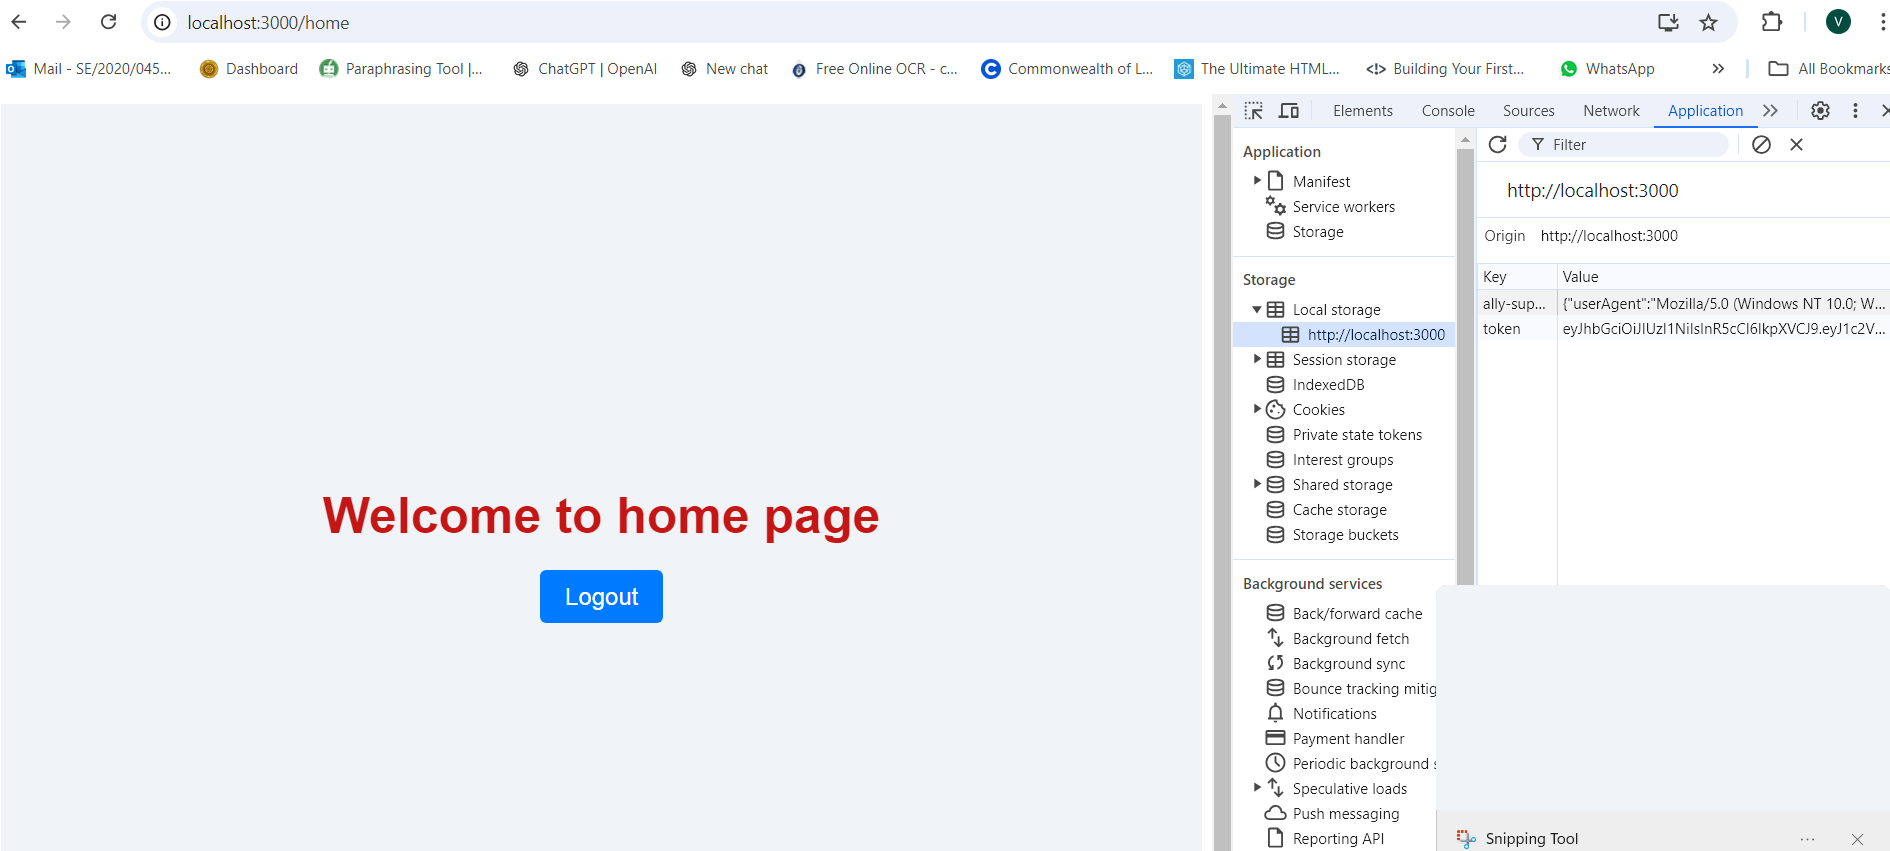 localhost:3000/home
V
Mail - SE/2020/045...
Dashboard
Paraphrasing Tool |...
ChatGPT | OpenAI
New chat
Free Online OCR - c...
Commonwealth of L...
The Ultimate HTML...
Building Your First...
WhatsApp
All Bookmarks
Elements
Console
Sources
Network
Application
Application
Manifest
Service workers
Storage
Storage
Local storage
http://localhost:3000
Session storage
IndexedDB
Cookies
Private state tokens
Interest groups
Shared storage
Cache storage
Storage buckets
Background services
Back/forward cache
Background fetch
Background sync
Bounce tracking mitig
Notifications
Payment handler
Periodic background s
Speculative loads
Push messaging
Reporting API
Filter
http://localhost:3000
Origin http://localhost:3000
Key Value
ally-sup... {"userAgent":"Mozilla/5.0 (Windows NT 10.0; W...
token eyJhbGciOiJIUzI1NiIsInR5cCI6IkpXVCJ9.eyJ1c2V...
Welcome to home page
Logout
Snipping Tool